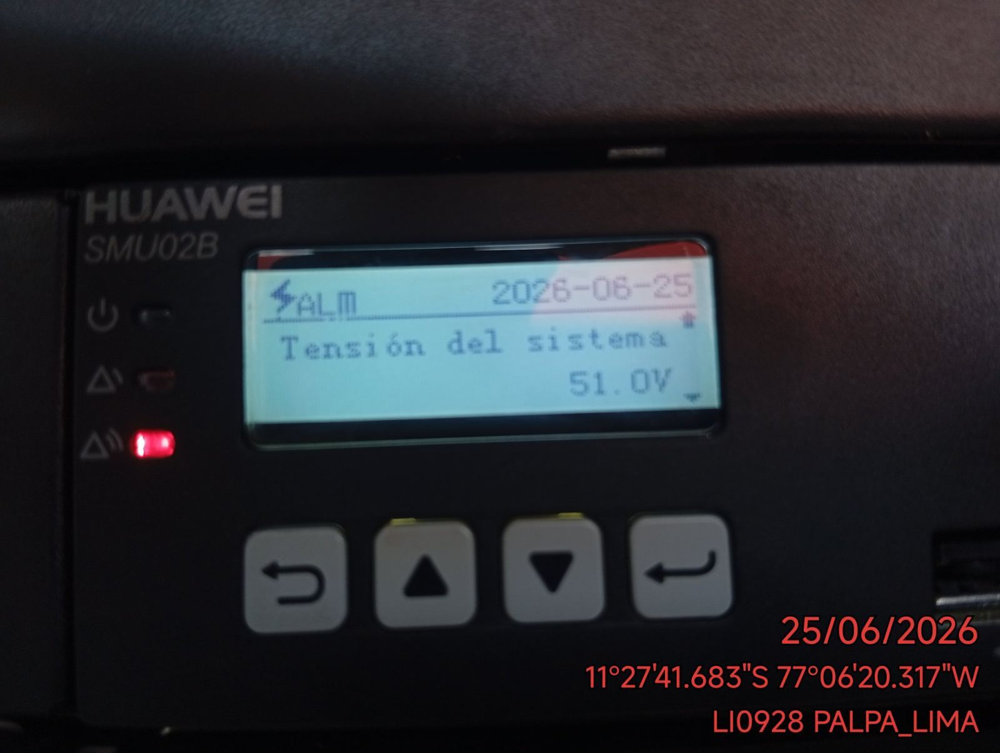 HUAWEI
SMU02B
ALM 2026-06-25
Tensión del sistema
51.0V
25/06/2026
11°27'41.683"S 77°06'20.317"W
LI0928 PALPA_LIMA